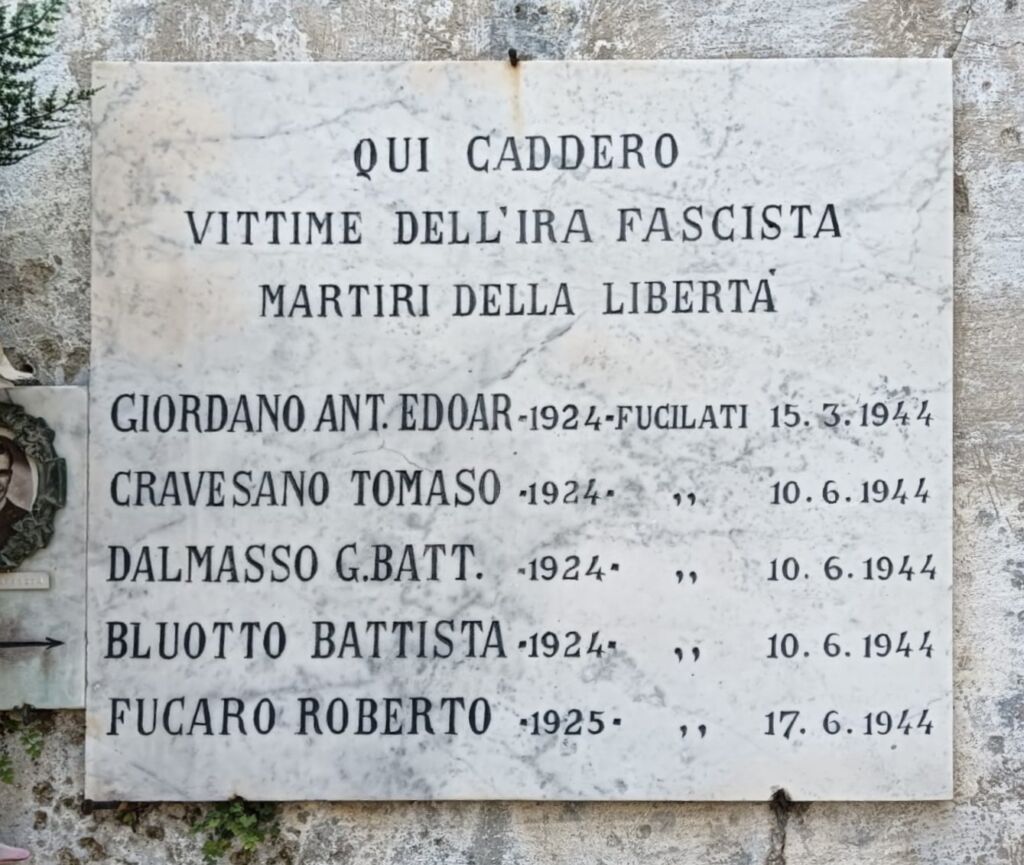 QUI CADDERO
VITTIME DELL'IRA FASCISTA
MARTIRI DELLA LIBERTÁ
GIORDANO ANT. EDOAR-1924-FUCILATI 15.3.1944
CRAVESANO TOMASO -1924- ,, 10.6.1944
DALMASSO G.BATT. -1924- ,, 10.6.1944
BLUOTTO BATTISTA -1924- ,, 10.6.1944
FUCARO ROBERTO -1925- ,, 17.6.1944